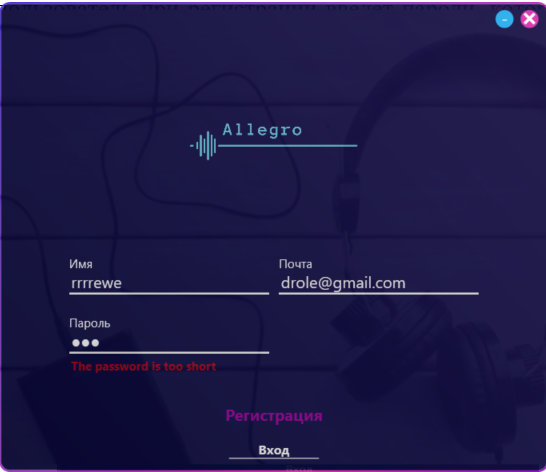 Allegro
Имя
rrrrewe
Почта
drole@gmail.com
Пароль
The password is too short
Регистрация
Вход